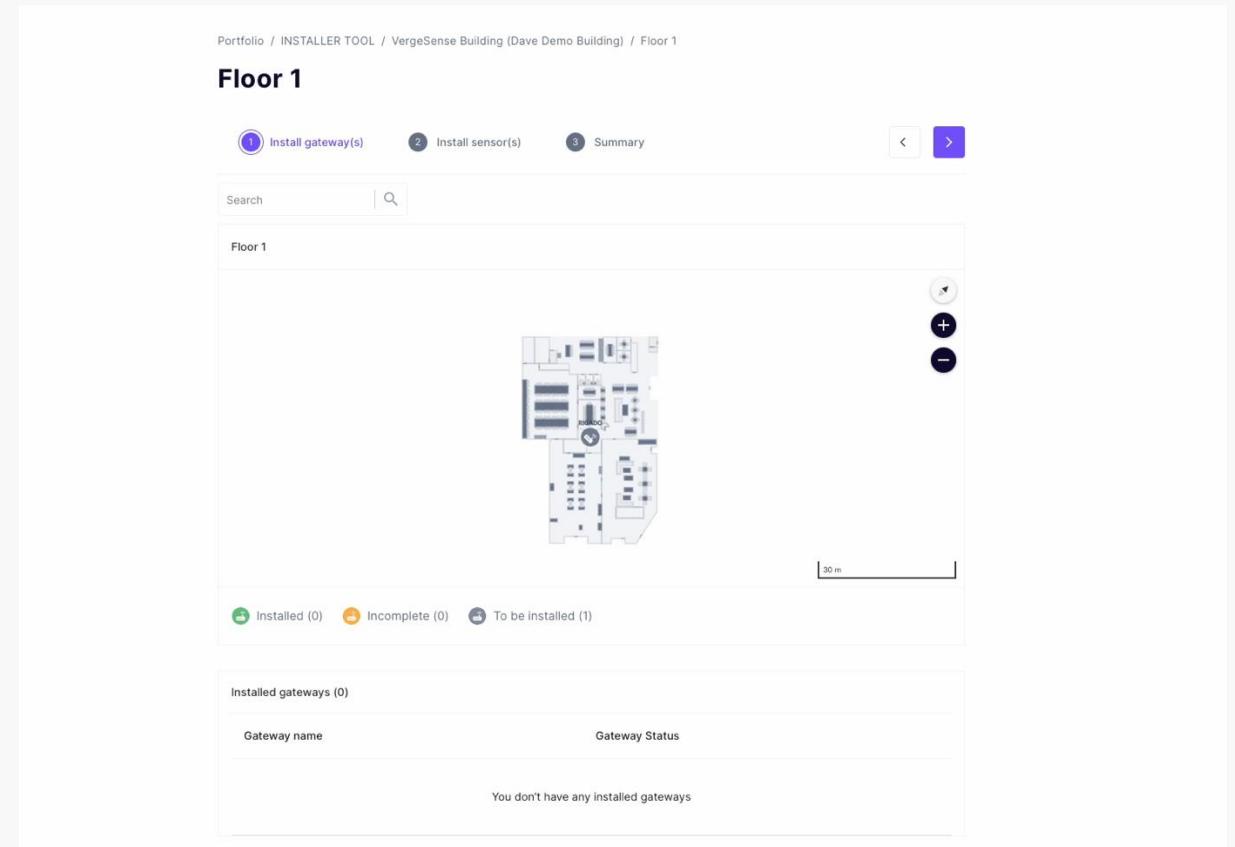 Portfolio / INSTALLER TOOL / VergeSense Building (Dave Demo Building) / Floor 1
Floor 1
1 Install gateway(s) 2 Install sensor(s) 3 Summary
Search
Floor 1
RIGADO
30 m
Installed (0) Incomplete (0) To be installed (1)
Installed gateways (0)
Gateway name Gateway Status
You don't have any installed gateways